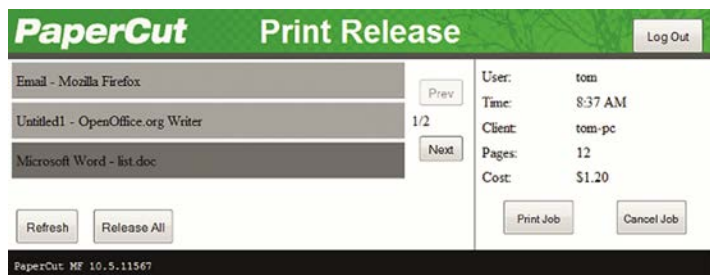 PaperCut Print Release Log Out
Email - Mozilla Firefox
Untitled1 - OpenOffice.org Writer
Microsoft Word - list.doc
Prev
1/2
Next
Refresh Release All
User: tom
Time: 8:37 AM
Client: tom-pc
Pages: 12
Cost: $1.20
Print Job Cancel Job
PaperCut MF 10.5.11567